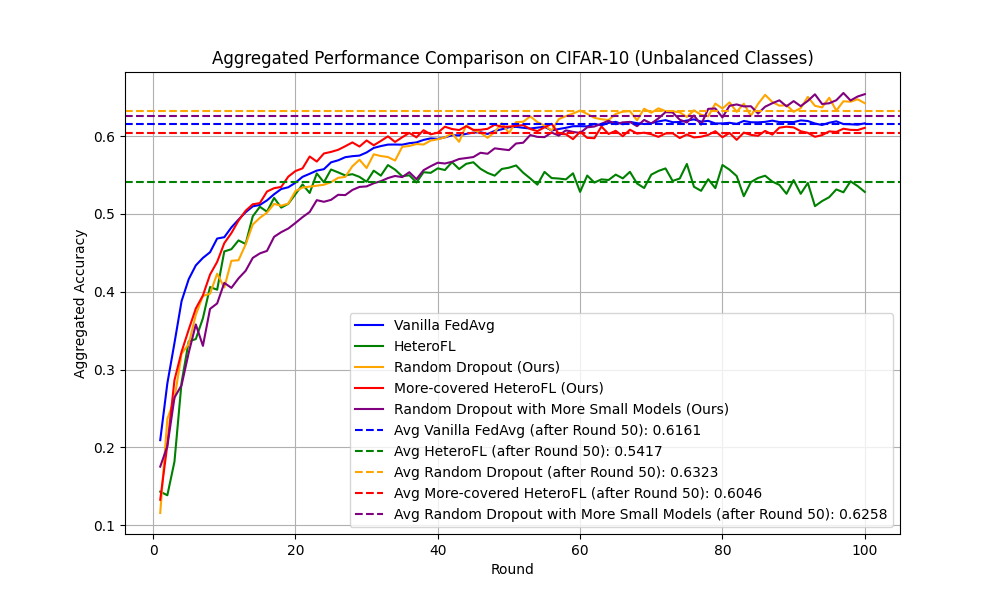 Aggregated Performance Comparison on CIFAR-10 (Unbalanced Classes)
Aggregated Accuracy
0.6
0.5
0.4
0.3
0.2
0.1
Vanilla FedAvg
HeteroFL
Random Dropout (Ours)
More-covered HeteroFL (Ours)
Random Dropout with More Small Models (Ours)
Avg Vanilla FedAvg (after Round 50): 0.6161
Avg HeteroFL (after Round 50): 0.5417
Avg Random Dropout (after Round 50): 0.6323
Avg More-covered HeteroFL (after Round 50): 0.6046
Avg Random Dropout with More Small Models (after Round 50): 0.6258
0 20 40 60 80 100
Round